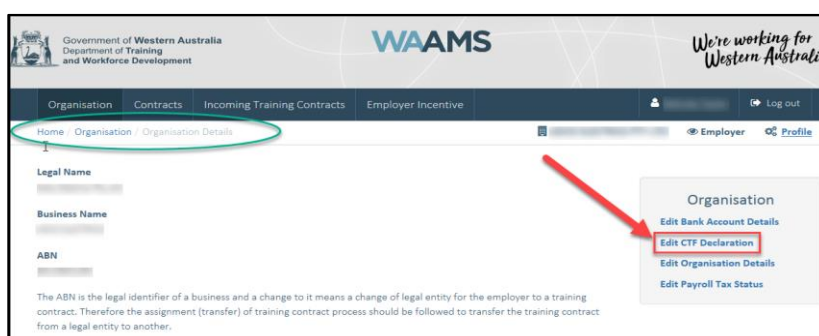 Government of Western Australia
Department of Training
and Workforce Development
WAAMS
We're working for
Western Australi
Organisation Contracts Incoming Training Contracts Employer Incentive Log out
Home / Organisation / Organisation Details Employer Profile
Legal Name
Organisation
Business Name
Edit Bank Account Details
Edit CTF Declaration
ABN
Edit Organisation Details
Edit Payroll Tax Status
The ABN is the legal identifier of a business and a change to it means a change of legal entity for the employer to a training
contract. Therefore the assignment (transfer) of training contract process should be followed to transfer the training contract
from a legal entity to another.